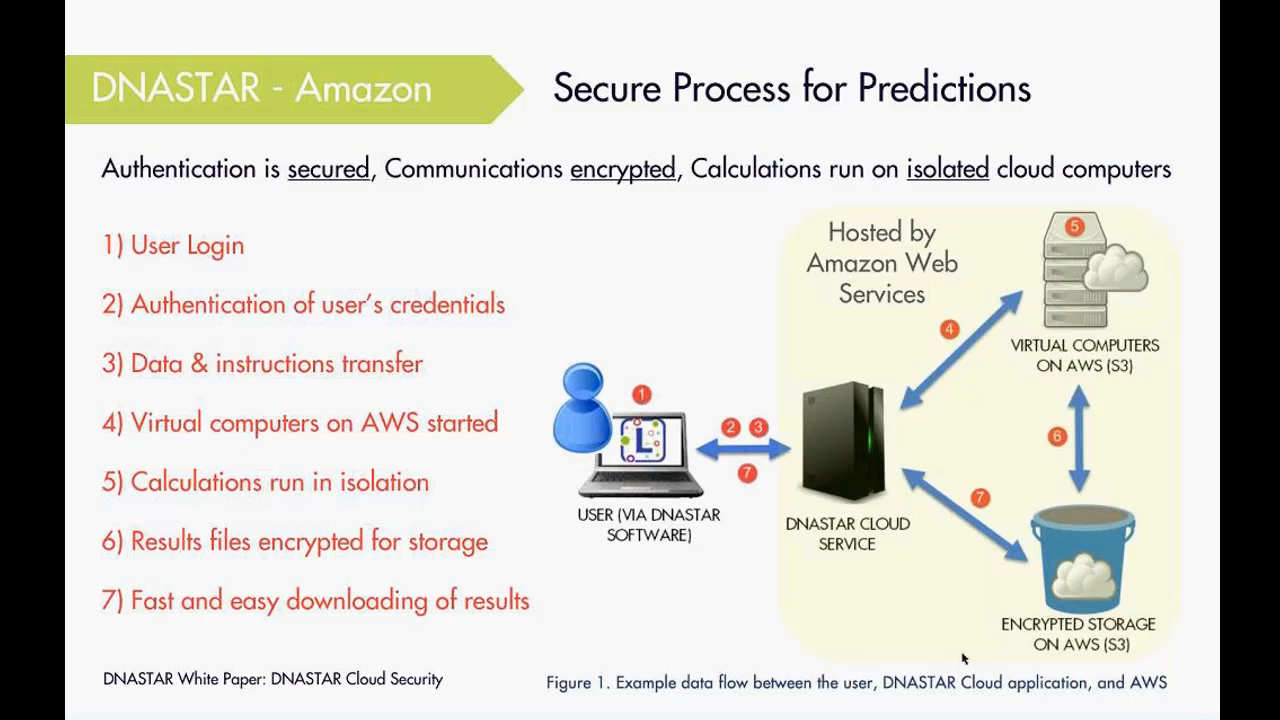 DNASTAR - Amazon
Secure Process for Predictions
Authentication is secured, Communications encrypted, Calculations run on isolated cloud computers
1) User Login
2) Authentication of user's credentials
3) Data & instructions transfer
4) Virtual computers on AWS started
5) Calculations run in isolation
6) Results files encrypted for storage
7) Fast and easy downloading of results
Hosted by
Amazon Web
Services
5
4
VIRTUAL COMPUTERS
ON AWS (S3)
1
L
2 3
7
6
7
USER (VIA DNASTAR
SOFTWARE)
DNASTAR CLOUD
SERVICE
ENCRYPTED STORAGE
ON AWS (S3)
DNASTAR White Paper: DNASTAR Cloud Security
Figure 1. Example data flow between the user, DNASTAR Cloud application, and AWS